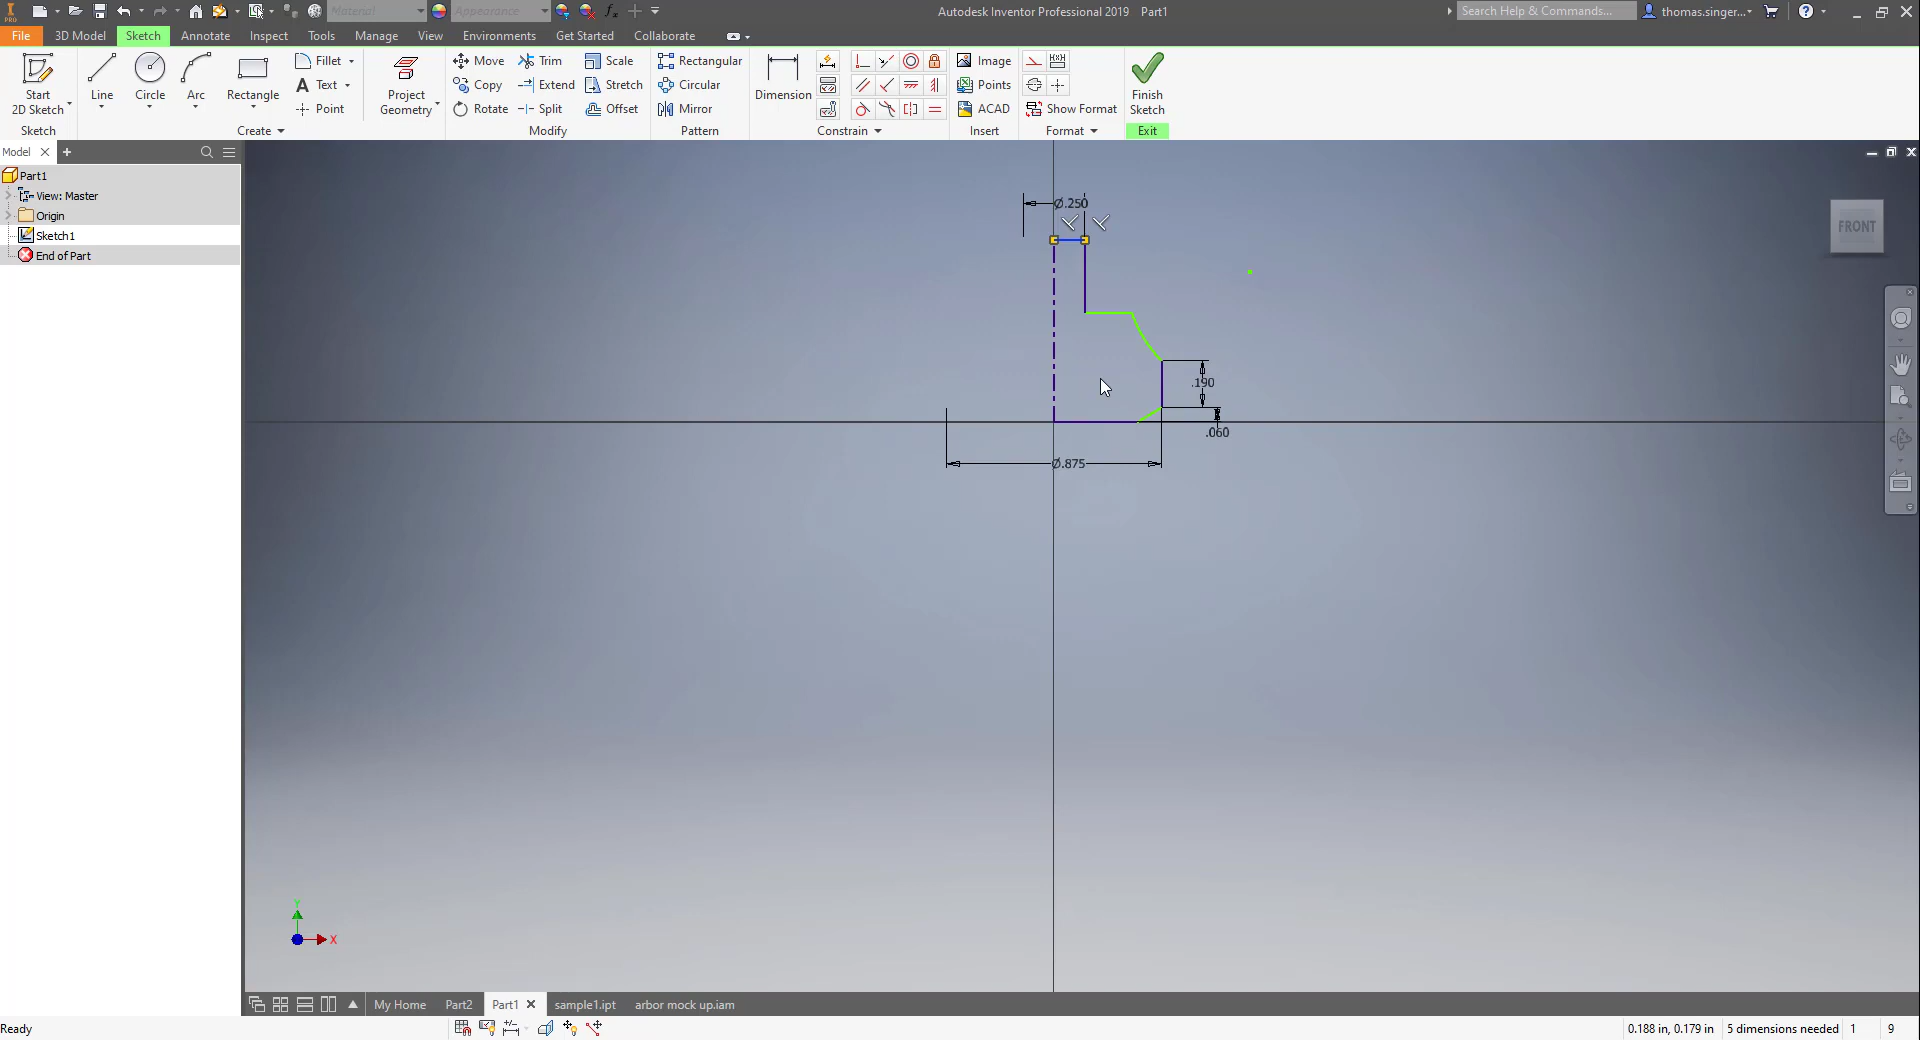 PRO
Material
Appearance
Autodesk Inventor Professional 2019 Part1
Search Help & Commands...
thomas.singer...
File
3D Model
Sketch
Annotate
Inspect
Tools
Manage
View
Environments
Get Started
Collaborate
Start
2D Sketch
Line
Circle
Arc
Rectangle
Fillet
Text
Point
Project
Geometry
Move
Copy
Rotate
Trim
Extend
Split
Scale
Stretch
Offset
Rectangular
Circular
Mirror
Dimension
Image
Points
ACAD
Show Format
Finish
Sketch
Sketch
Create
Modify
Pattern
Constrain
Insert
Format
Exit
Model
Part1
View: Master
Origin
Sketch1
End of Part
FRONT
Ø.250
.190
.060
Ø.875
Y
X
My Home
Part2
Part1
sample1.ipt
arbor mock up.iam
Ready
0.188 in, 0.179 in
5 dimensions needed
1
9